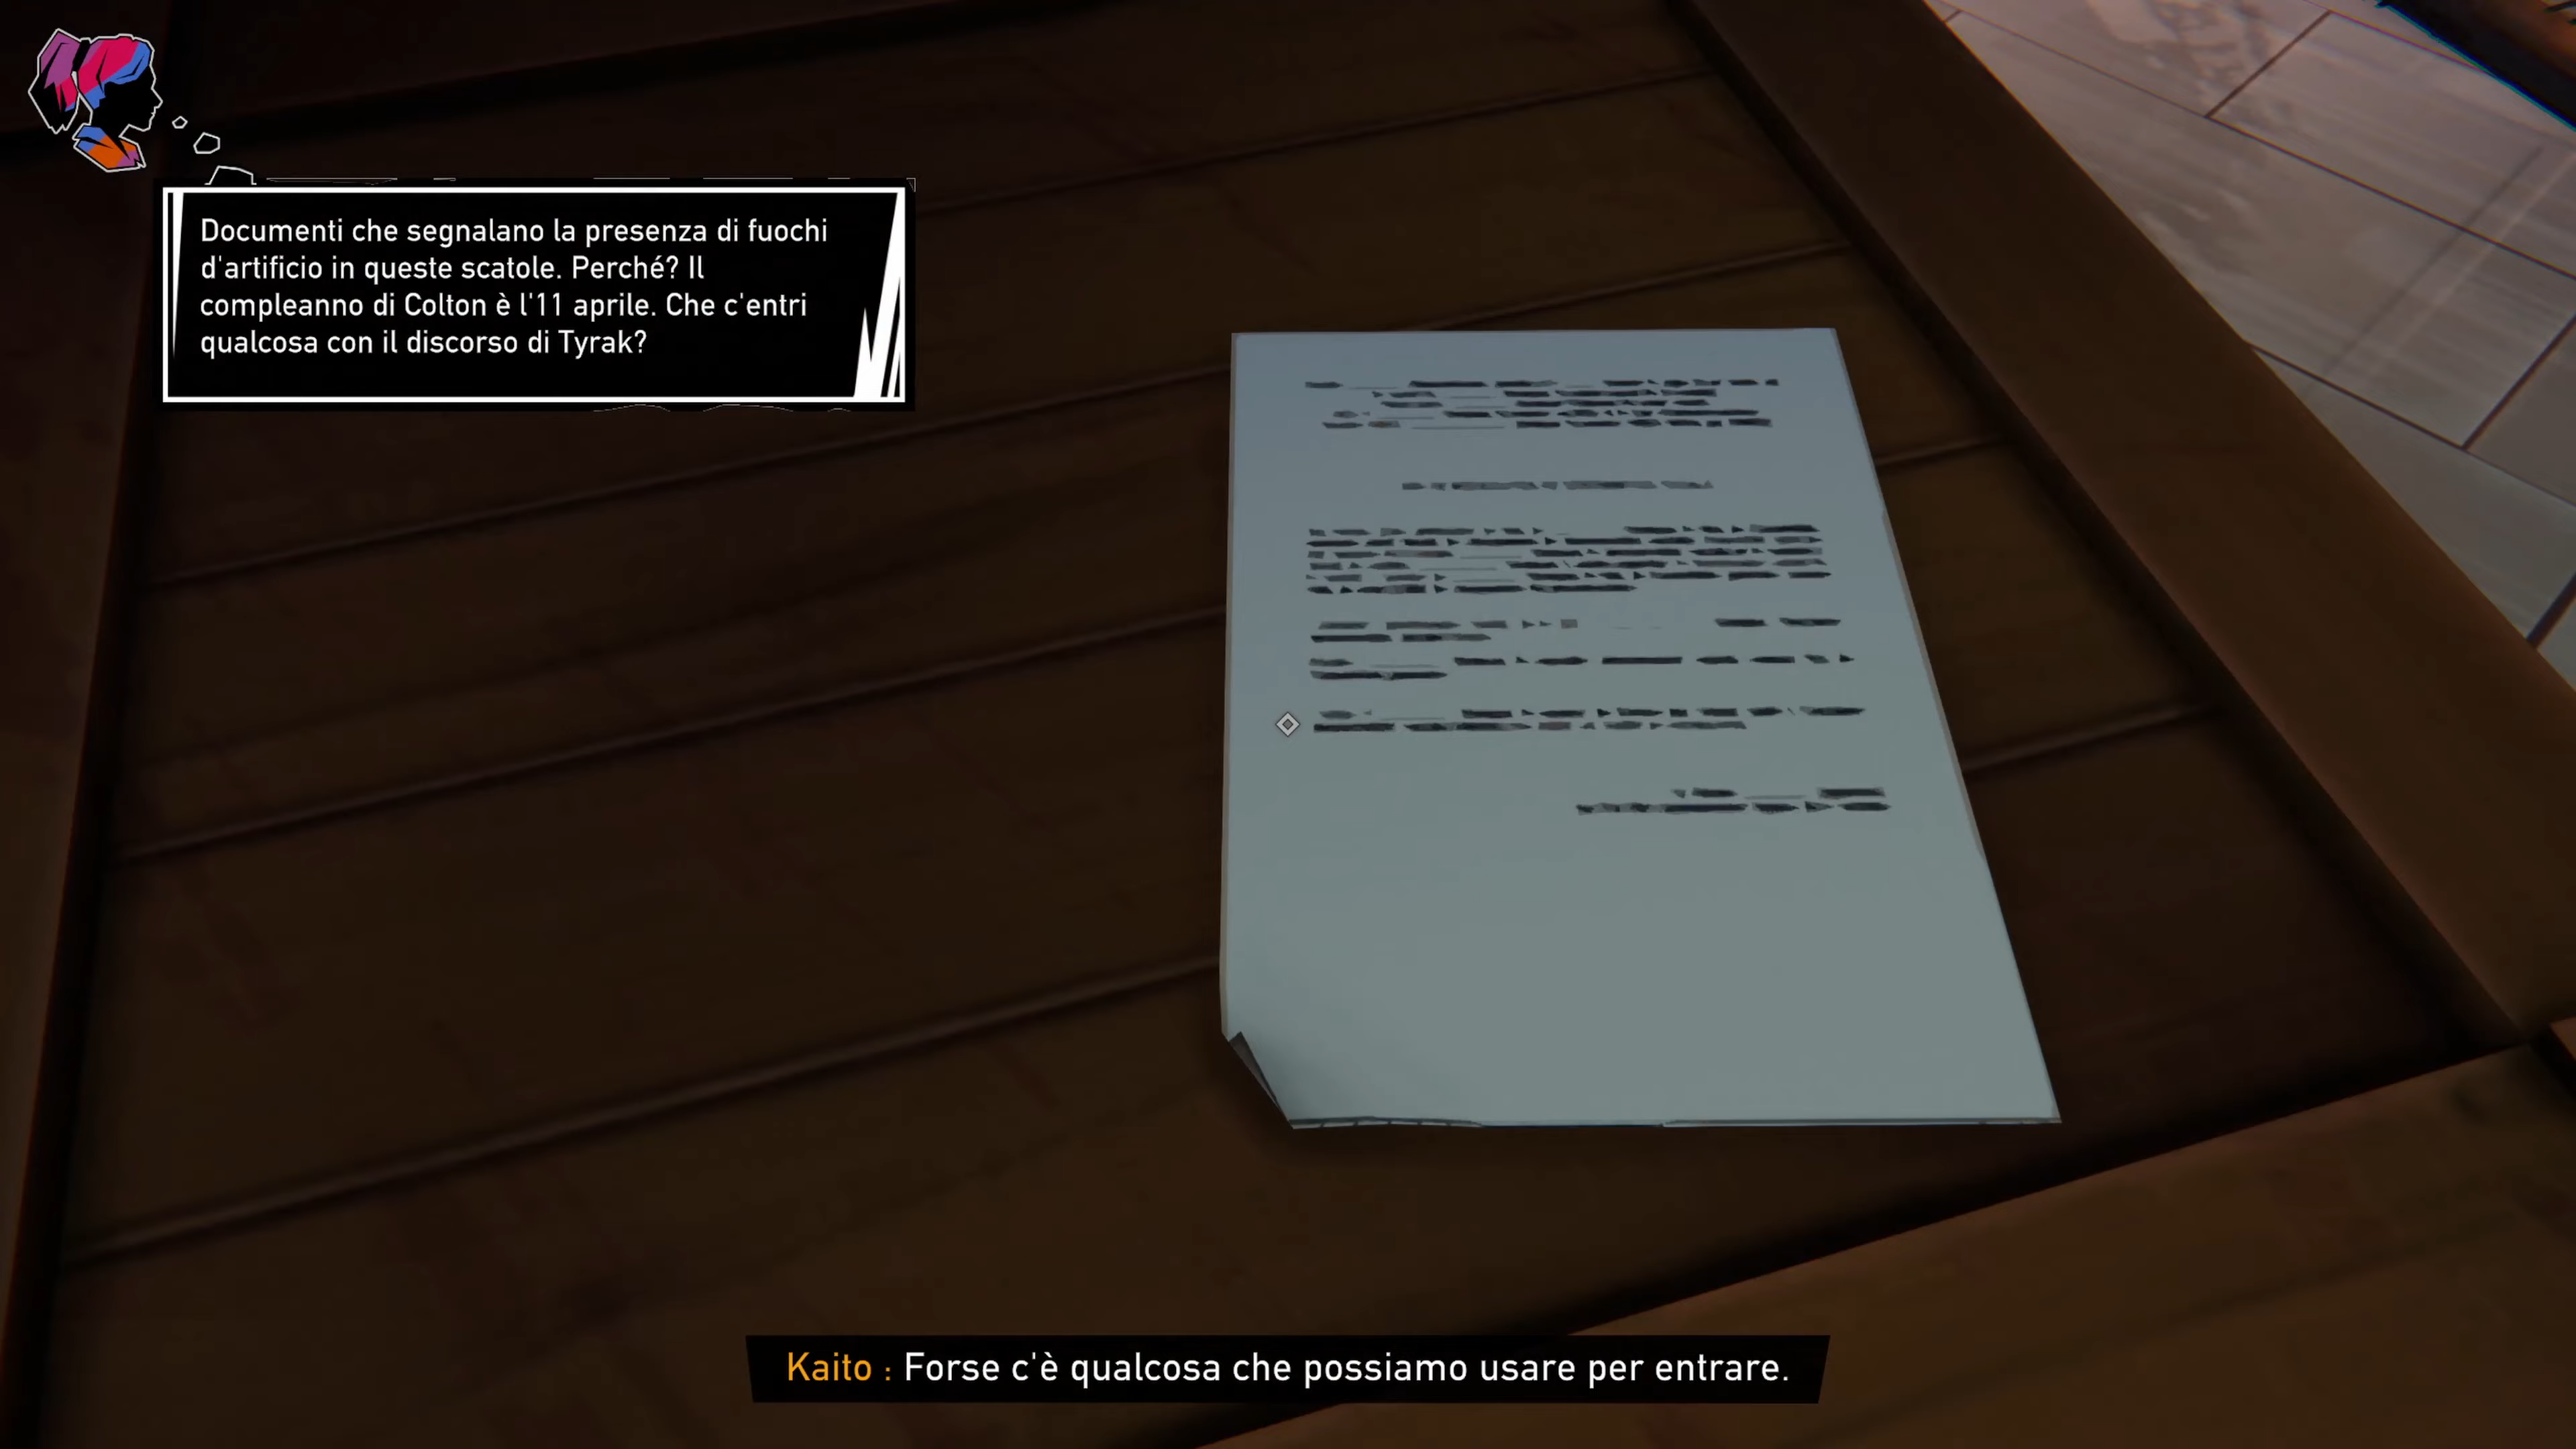 Documenti che segnalano la presenza di fuochi
d'artificio in queste scatole. Perché? Il
compleanno di Colton è l'11 aprile. Che c'entri
qualcosa con il discorso di Tyrak?
Kaito : Forse c'è qualcosa che possiamo usare per entrare.